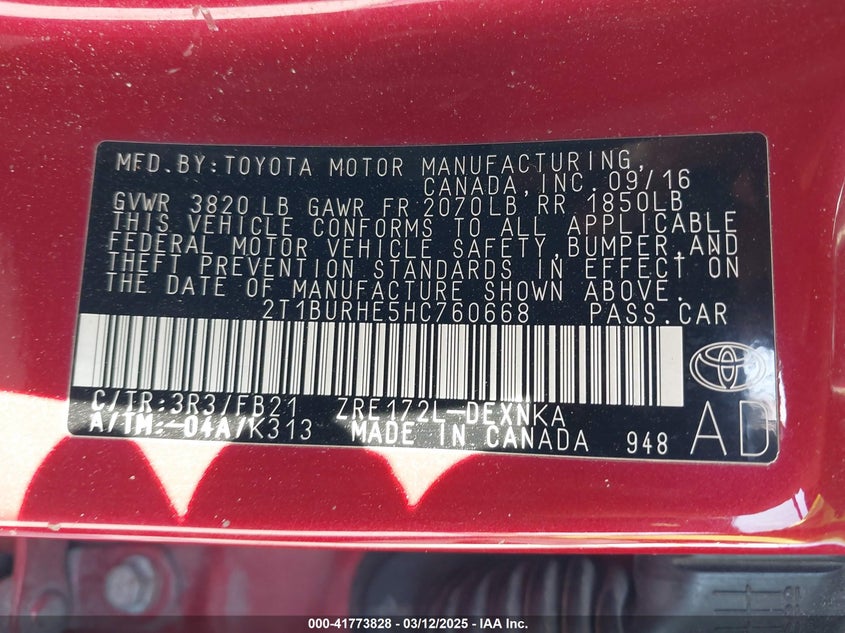 MFD.BY:TOYOTA MOTOR MANUFACTURING,
CANADA,INC.09/16
GVWR 3820 LB GAWR FR 2070LB RR 1850LB
THIS VEHICLE CONFORMS TO ALL APPLICABLE
FEDERAL MOTOR VEHICLE SAFETY,BUMPER,AND
THEFT PREVENTION STANDARDS IN EFFECT ON
THE DATE OF MANUFACTURE SHOWN ABOVE.
2T1BURHE5HC760668 PASS.CAR
C/TR:3R3/FB21 ZRE172L-DEXNKA
A/TM:-04A/K313 MADE IN CANADA 948 AD
000-41773828 - 03/12/2025 - IAA Inc.